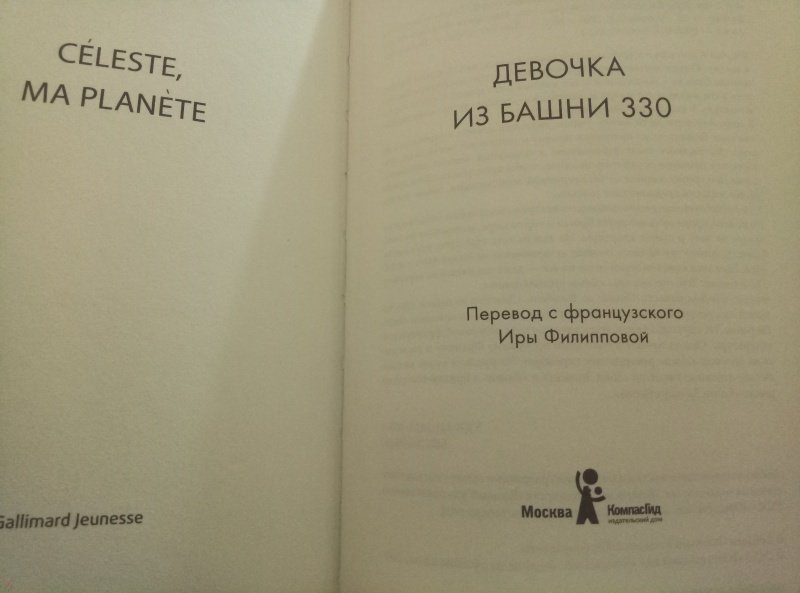 CÉLESTE,
MA PLANÈTE
Gallimard Jeunesse
ДЕВОЧКА
ИЗ БАШНИ 330
Перевод с французского
Иры Филипповой
Москва КомпасГид
издательский дом